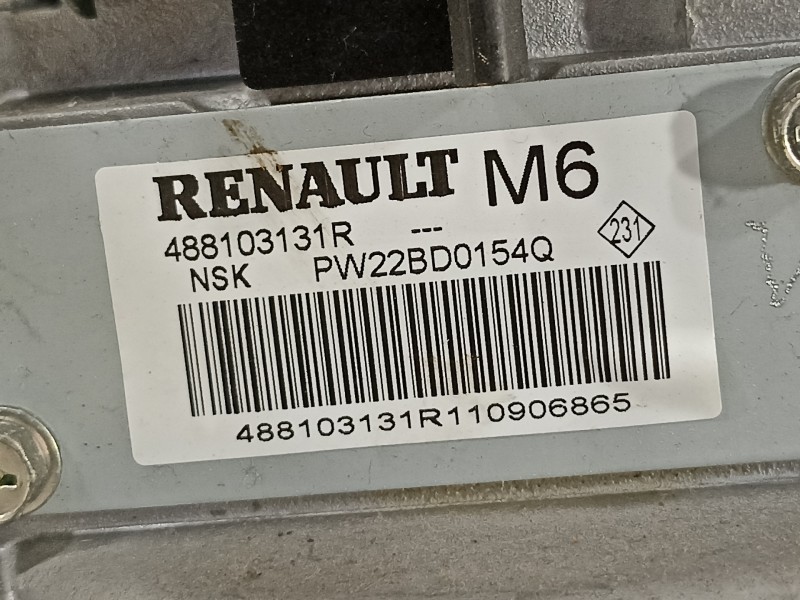 RENAULT M6
488103131R --- 231
NSK PW22BD0154Q
488103131R110906865